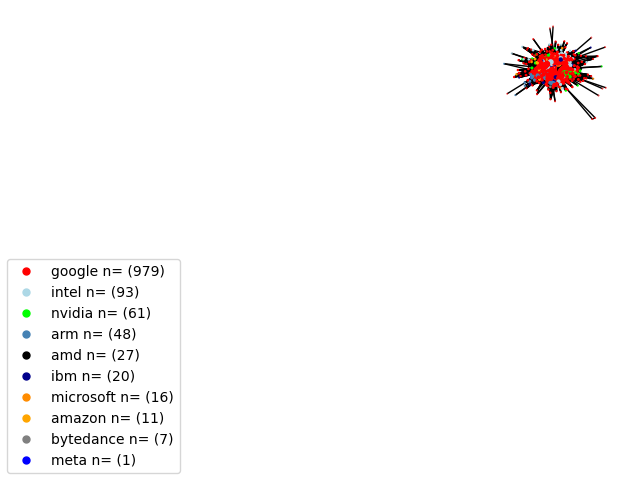 google n= (979)
intel n= (93)
nvidia n= (61)
arm n= (48)
amd n= (27)
ibm n= (20)
microsoft n= (16)
amazon n= (11)
bytedance n= (7)
meta n= (1)